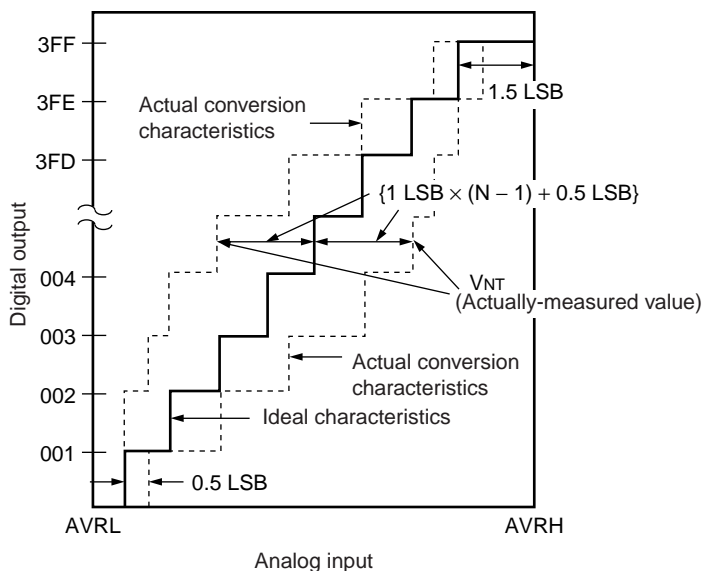 3FF
3FE
3FD
004
003
002
001
Digital output
Actual conversion
characteristics
1.5 LSB
{1 LSB × (N − 1) + 0.5 LSB}
VNT
(Actually-measured value)
Actual conversion
characteristics
Ideal characteristics
0.5 LSB
AVRL
AVRH
Analog input